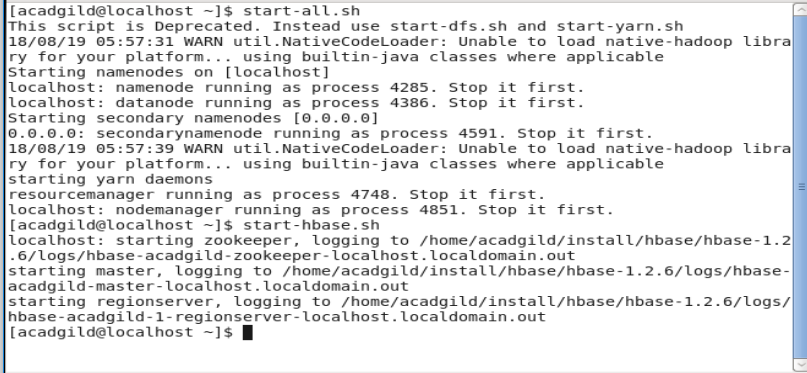 [acadgild@localhost ~]$ start-all.sh
This script is Deprecated. Instead use start-dfs.sh and start-yarn.sh
18/08/19 05:57:31 WARN util.NativeCodeLoader: Unable to load native-hadoop libra
ry for your platform... using builtin-java classes where applicable
Starting namenodes on [localhost]
localhost: namenode running as process 4285. Stop it first.
localhost: datanode running as process 4386. Stop it first.
Starting secondary namenodes [0.0.0.0]
0.0.0.0: secondarynamenode running as process 4591. Stop it first.
18/08/19 05:57:39 WARN util.NativeCodeLoader: Unable to load native-hadoop libra
ry for your platform... using builtin-java classes where applicable
starting yarn daemons
resourcemanager running as process 4748. Stop it first.
localhost: nodemanager running as process 4851. Stop it first.
[acadgild@localhost ~]$ start-hbase.sh
localhost: starting zookeeper, logging to /home/acadgild/install/hbase/hbase-1.2
.6/logs/hbase-acadgild-zookeeper-localhost.localdomain.out
starting master, logging to /home/acadgild/install/hbase/hbase-1.2.6/logs/hbase-
acadgild-master-localhost.localdomain.out
starting regionserver, logging to /home/acadgild/install/hbase/hbase-1.2.6/logs/
hbase-acadgild-1-regionserver-localhost.localdomain.out
[acadgild@localhost ~]$